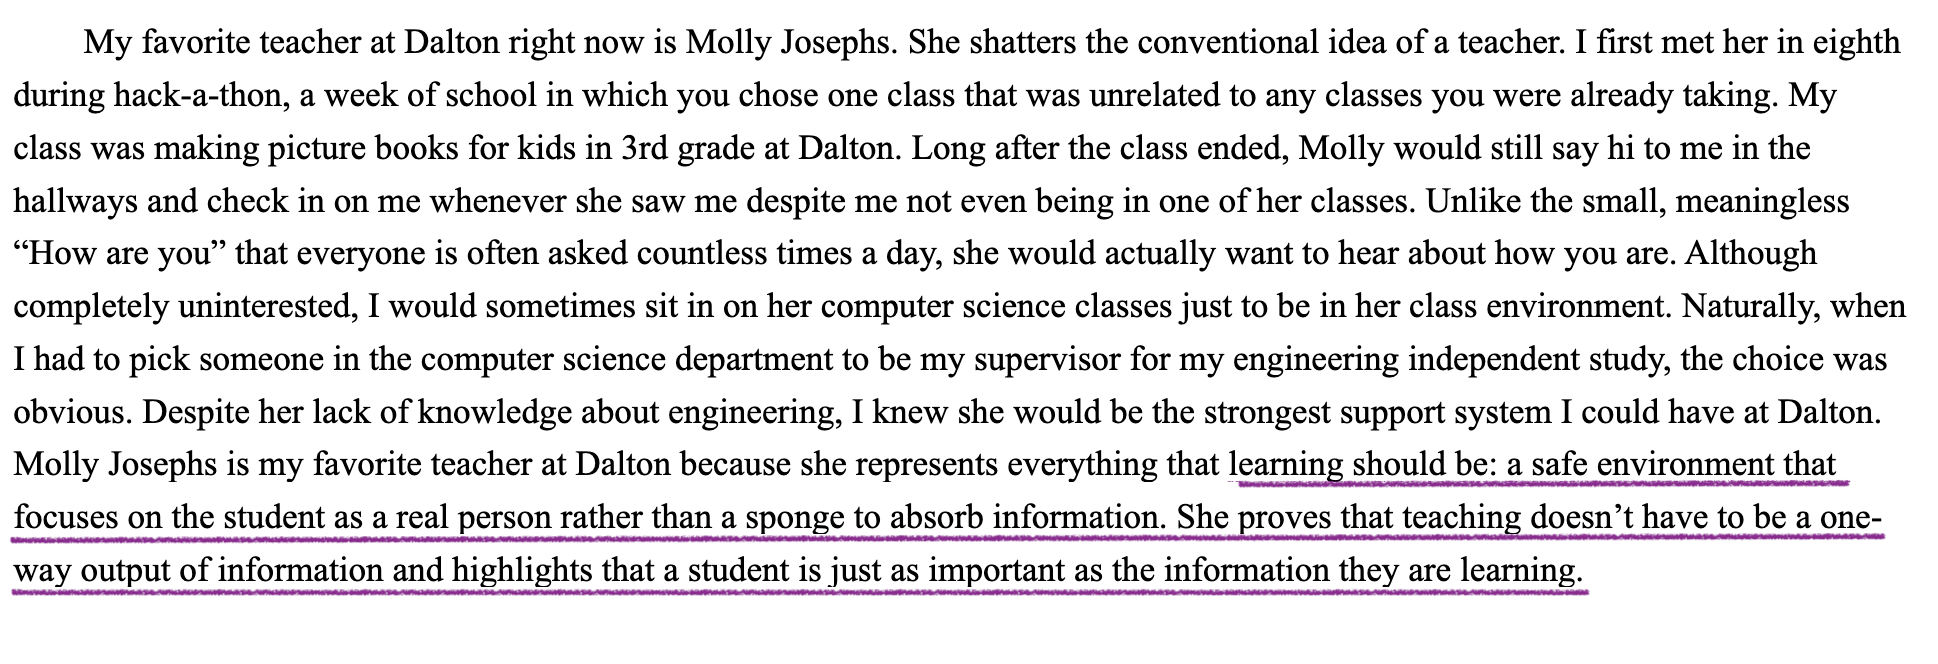 My favorite teacher at Dalton right now is Molly Josephs. She shatters the conventional idea of a teacher. I first met her in eighth
during hack-a-thon, a week of school in which you chose one class that was unrelated to any classes you were already taking. My
class was making picture books for kids in 3rd grade at Dalton. Long after the class ended, Molly would still say hi to me in the
hallways and check in on me whenever she saw me despite me not even being in one of her classes. Unlike the small, meaningless
“How are you” that everyone is often asked countless times a day, she would actually want to hear about how you are. Although
completely uninterested, I would sometimes sit in on her computer science classes just to be in her class environment. Naturally, when
I had to pick someone in the computer science department to be my supervisor for my engineering independent study, the choice was
obvious. Despite her lack of knowledge about engineering, I knew she would be the strongest support system I could have at Dalton.
Molly Josephs is my favorite teacher at Dalton because she represents everything that learning should be: a safe environment that
focuses on the student as a real person rather than a sponge to absorb information. She proves that teaching doesn’t have to be a one-
way output of information and highlights that a student is just as important as the information they are learning.